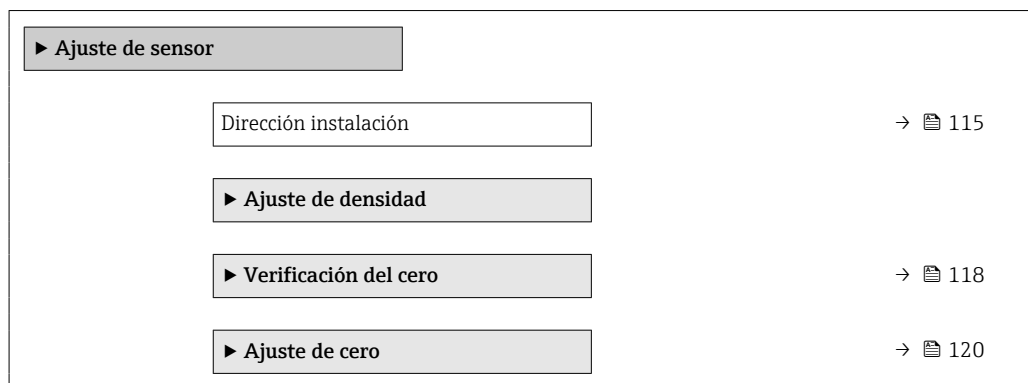 ▶ Ajuste de sensor
Dirección instalación → 115
▶ Ajuste de densidad
▶ Verificación del cero → 118
▶ Ajuste de cero → 120